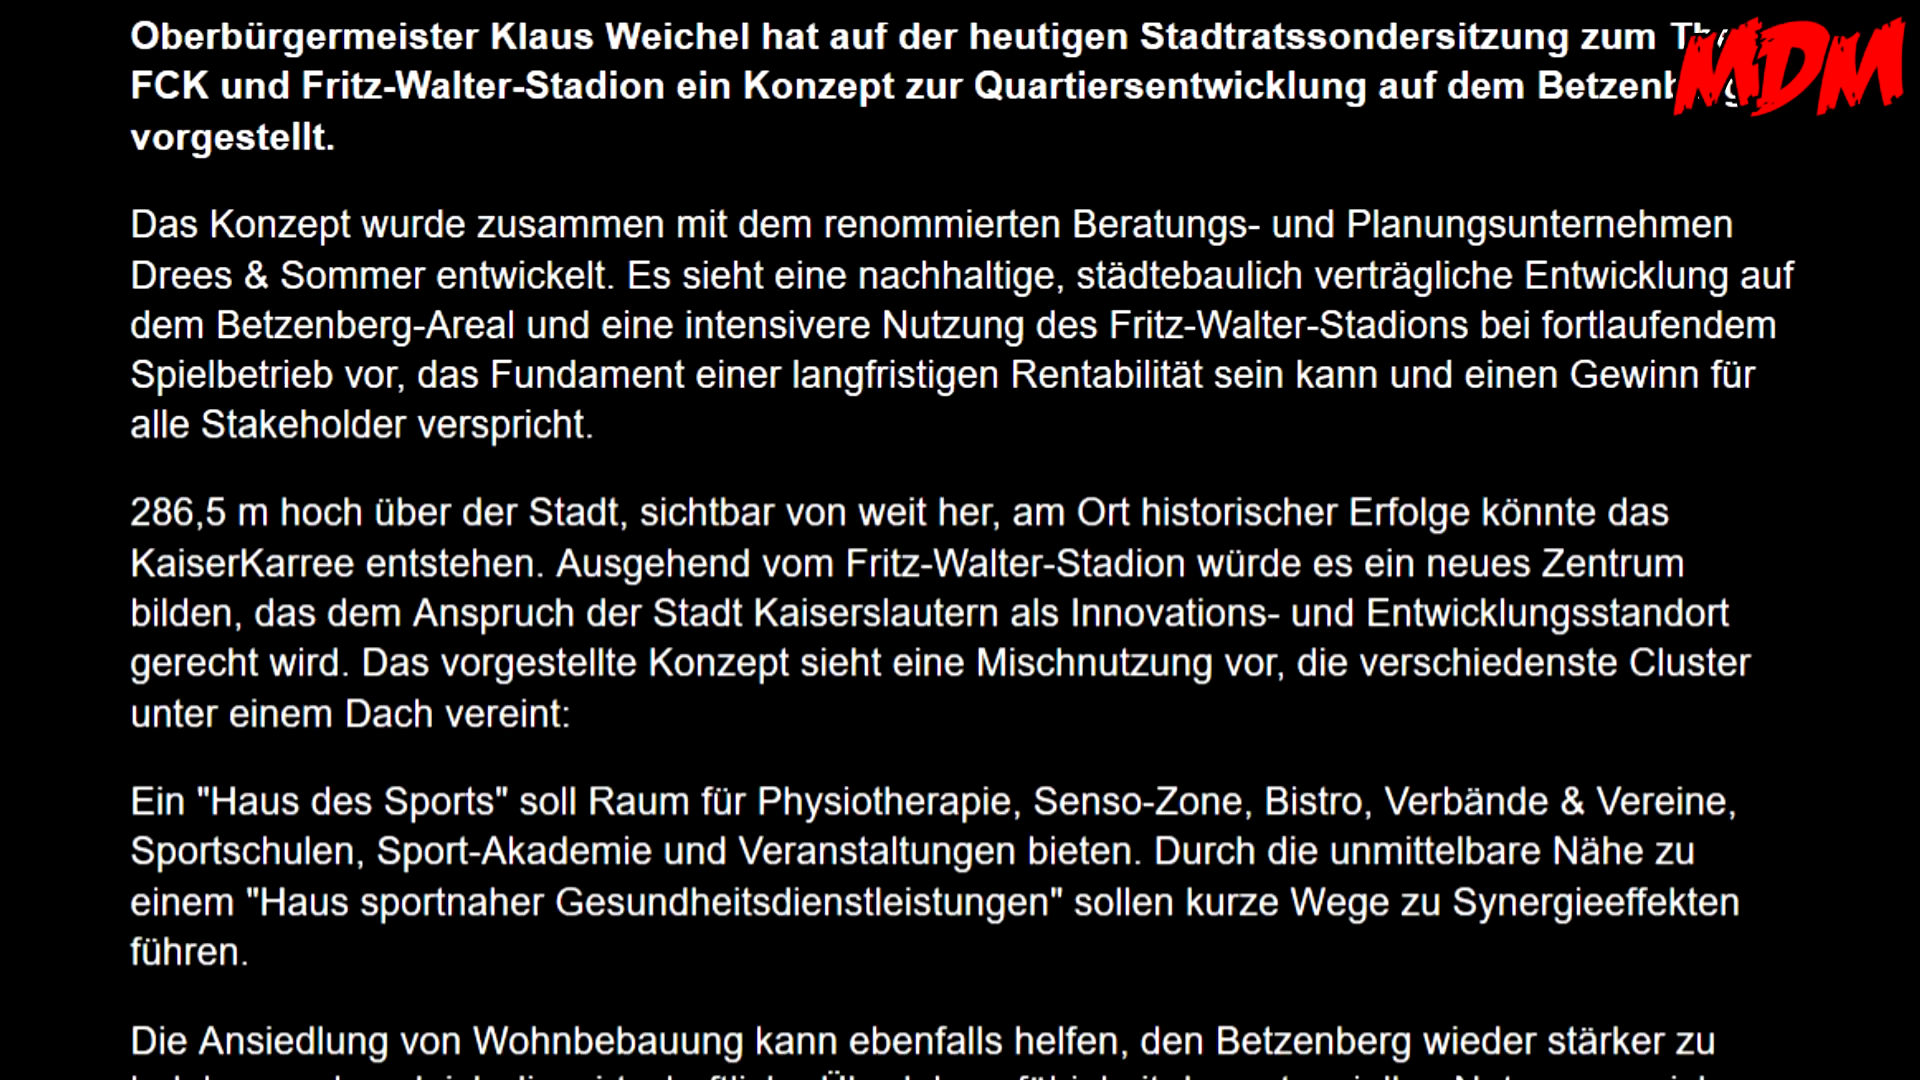 Oberbürgermeister Klaus Weichel hat auf der heutigen Stadtratssondersitzung zum
MDM
FCK und Fritz-Walter-Stadion ein Konzept zur Quartiersentwicklung auf dem
vorgestellt.
Das Konzept wurde zusammen mit dem renommierten Beratungs- und Planungsunternehmen
Drees & Sommer entwickelt. Es sieht eine nachhaltige, städtebaulich verträgliche Entwicklung auf
dem Betzenberg-Areal und eine intensivere Nutzung des Fritz-Walter-Stadions bei fortlaufendem
Spielbetrieb vor, das Fundament einer langfristigen Rentabilität sein kann und einen Gewinn für
alle Stakeholder verspricht.
286,5 m hoch über der Stadt, sichtbar von weit her, am Ort historischer Erfolge könnte das
KaiserKarree entstehen. Ausgehend vom Fritz-Walter-Stadion würde es ein neues Zentrum
bilden, das dem Anspruch der Stadt Kaiserslautern als Innovations- und Entwicklungsstandort
gerecht wird. Das vorgestellte Konzept sieht eine Mischnutzung vor, die verschiedenste Cluster
unter einem Dach vereint:
Ein "Haus des Sports" soll Raum für Physiotherapie, Senso-Zone, Bistro, Verbände & Vereine,
Sportschulen, Sport-Akademie und Veranstaltungen bieten. Durch die unmittelbare Nähe zu
einem "Haus sportnaher Gesundheitsdienstleistungen" sollen kurze Wege zu Synergieeffekten
führen.
Die Ansiedlung von Wohnbebauung kann ebenfalls helfen, den Betzenberg wieder stärker zu